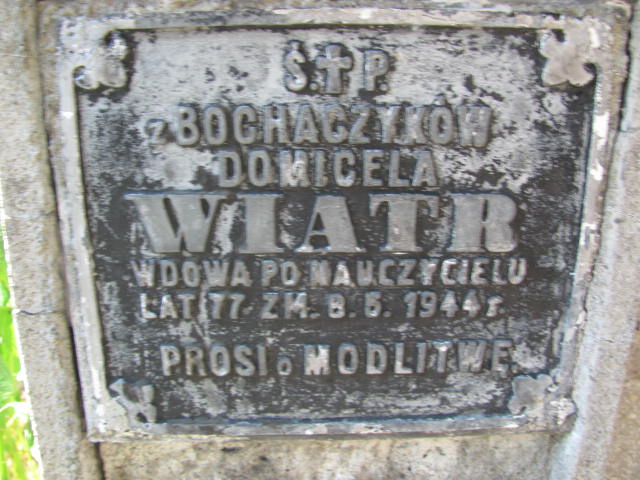 Ś.✝P.
z BOCHACZYKÓW
DOMICELA
WIATR
WDOWA PO NAUCZYCIELU
LAT 77. ZM. 8. 5. 1944 r.
PROSI o MODLITWĘ